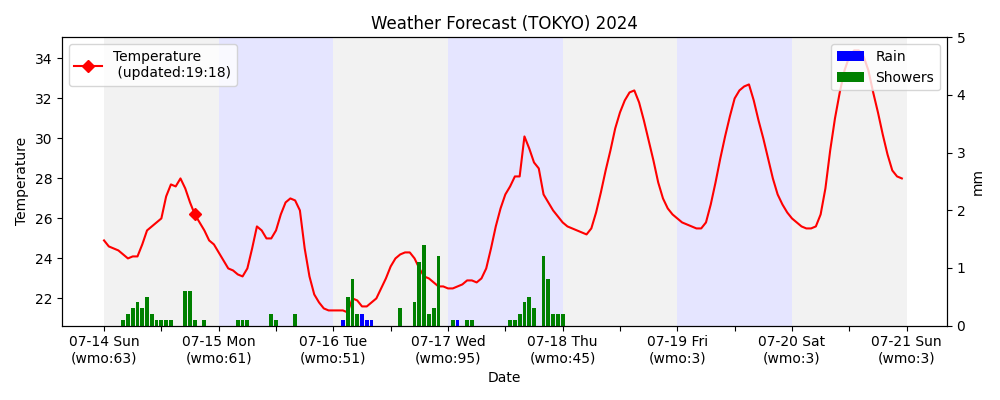 Weather Forecast (TOKYO) 2024
Temperature
(updated:19:18)
Rain
Showers
Temperature
34
32
30
28
26
24
22
5
4
3
2
1
0
mm
07-14 Sun
(wmo:63)
07-15 Mon
(wmo:61)
07-16 Tue
(wmo:51)
07-17 Wed
(wmo:95)
07-18 Thu
(wmo:45)
07-19 Fri
(wmo:3)
07-20 Sat
(wmo:3)
07-21 Sun
(wmo:3)
Date